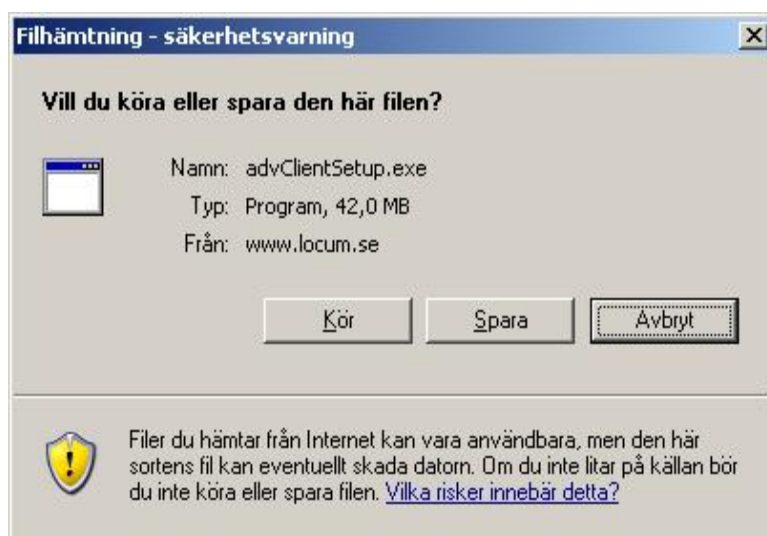 Filhämtning - säkerhetsvarning
Vill du köra eller spara den här filen?
Namn: advClientSetup.exe
Typ: Program, 42,0 MB
Från: www.locum.se
Kör Spara Avbryt
Filer du hämtar från Internet kan vara användbara, men den här
sortens fil kan eventuellt skada datorn. Om du inte litar på källan bör
du inte köra eller spara filen. Vilka risker innebär detta?